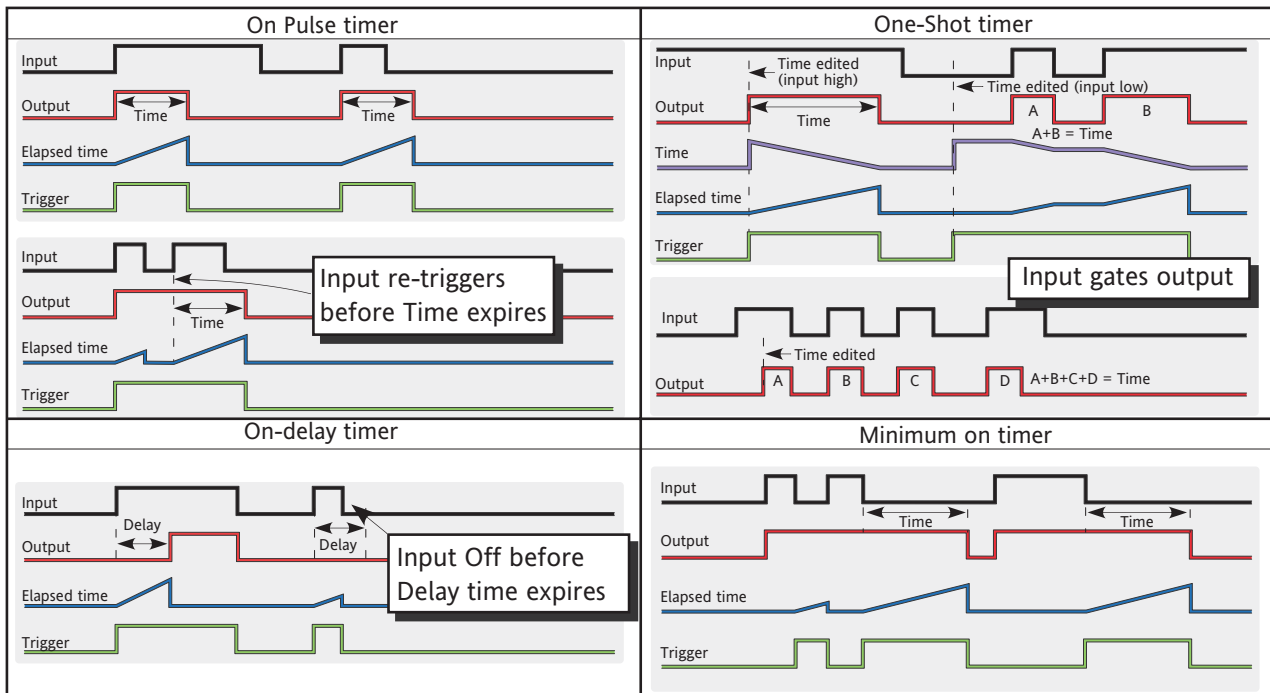 On Pulse timer
Input
Output
Time
Time
Elapsed time
Trigger
Input
Input re-triggers
before Time expires
Output
Time
Elapsed time
Trigger
One-Shot timer
Input
Time edited
(input high)
Time edited (input low)
Output
Time
A
B
A+B = Time
Time
Elapsed time
Trigger
Input gates output
Input
Time edited
Output
A
B
C
D
A+B+C+D = Time
On-delay timer
Input
Delay
Output
Delay
Input Off before
Delay time expires
Elapsed time
Trigger
Minimum on timer
Input
Time
Time
Output
Elapsed time
Trigger